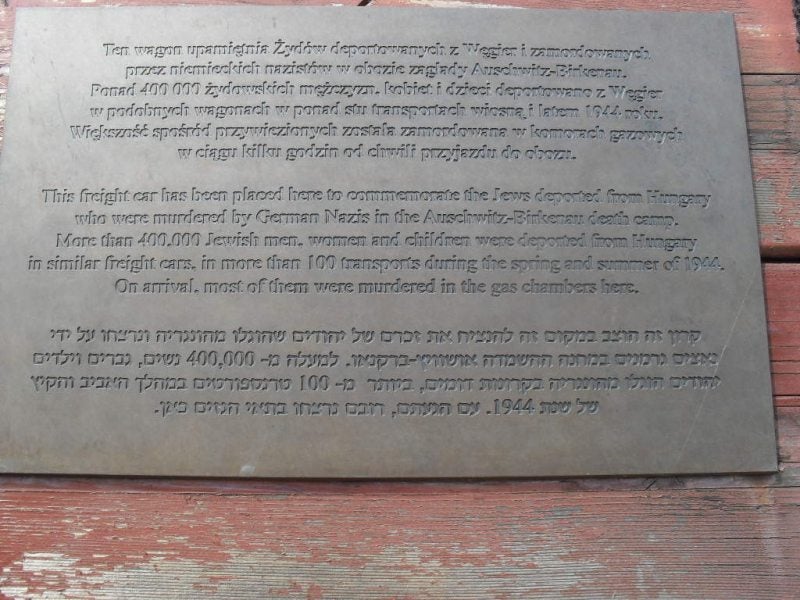 Ten wagon upamiętnia Żydów deportowanych z Węgier i zamordowanych
przez niemieckich nazistów w obozie zagłady Auschwitz-Birkenau.
Ponad 400 000 żydowskich mężczyzn, kobiet i dzieci deportowano z Węgier
w podobnych wagonach w ponad stu transportach wiosną i latem 1944 roku.
Większość spośród przywiezionych została zamordowana w komorach gazowych
w ciągu kilku godzin od chwili przyjazdu do obozu.
This freight car has been placed here to commemorate the Jews deported from Hungary
who were murdered by German Nazis in the Auschwitz-Birkenau death camp.
More than 400,000 Jewish men, women and children were deported from Hungary
in similar freight cars, in more than 100 transports during the spring and summer of 1944.
On arrival, most of them were murdered in the gas chambers here.
קרון זה הוצב במקום זה להנציח את זכרם של יהודים שהוגלו מהונגריה ונרצחו על ידי
נאצים גרמנים במחנה ההשמדה אושוויץ-ברקנאו. למעלה מ- 400,000 נשים, גברים וילדים
יהודים הוגלו מהונגריה בקרונות דומים, ביותר מ- 100 טרנספורטים במהלך האביב והקיץ
של שנת 1944. עם הגעתם, רובם נרצחו בתאי הגזים כאן.